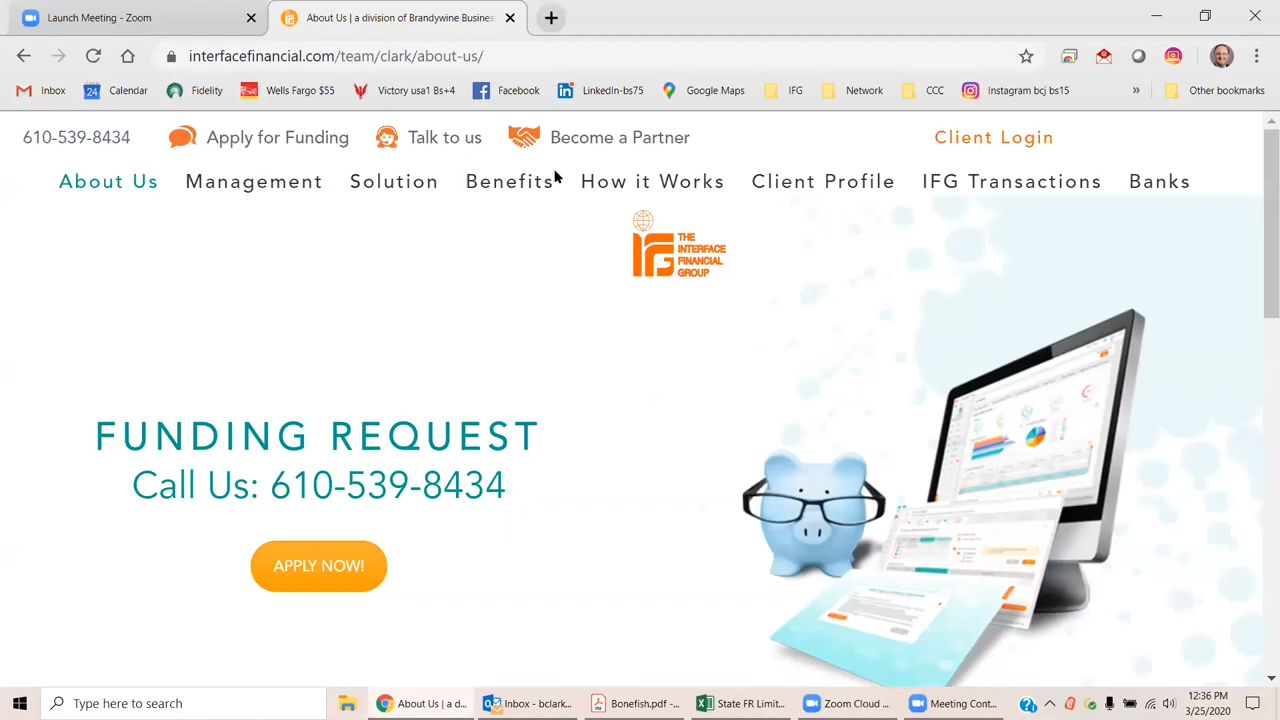 Launch Meeting - Zoom
About Us | a division of Brandywine Busines
interfacefinancial.com/team/clark/about-us/
Inbox
24 Calendar
Fidelity
Wells Fargo $55
Victory usa1 Bs+4
Facebook
LinkedIn-bs75
Google Maps
IFG
Network
CCC
Instagram bcj bs15
»
Other bookmarks
610-539-8434
Apply for Funding
Talk to us
Become a Partner
Client Login
About Us Management Solution Benefits How it Works Client Profile IFG Transactions Banks
IFG
THE
INTERFACE
FINANCIAL
GROUP
FUNDING REQUEST
Call Us: 610-539-8434
APPLY NOW!
Type here to search
About Us | a d...
Inbox - bclark...
Bonefish.pdf -...
State FR Limit...
Zoom Cloud ...
Meeting Cont...
12:36 PM
3/25/2020